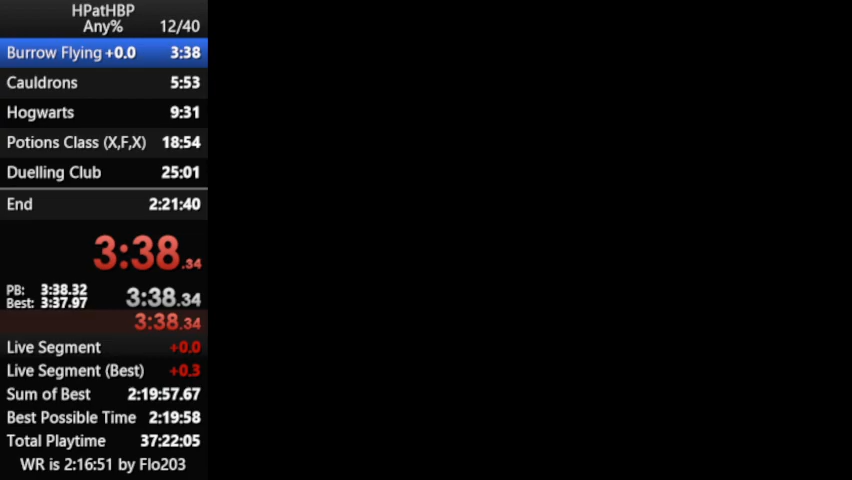 HPatHBP
Any% 12/40
Burrow Flying +0.0 3:38
Cauldrons 5:53
Hogwarts 9:31
Potions Class (X,F,X) 18:54
Duelling Club 25:01
End 2:21:40
3:38.34
PB: 3:38.32
Best: 3:37.97
3:38.34
3:38.34
Live Segment +0.0
Live Segment (Best) +0.3
Sum of Best 2:19:57.67
Best Possible Time 2:19:58
Total Playtime 37:22:05
WR is 2:16:51 by Flo203